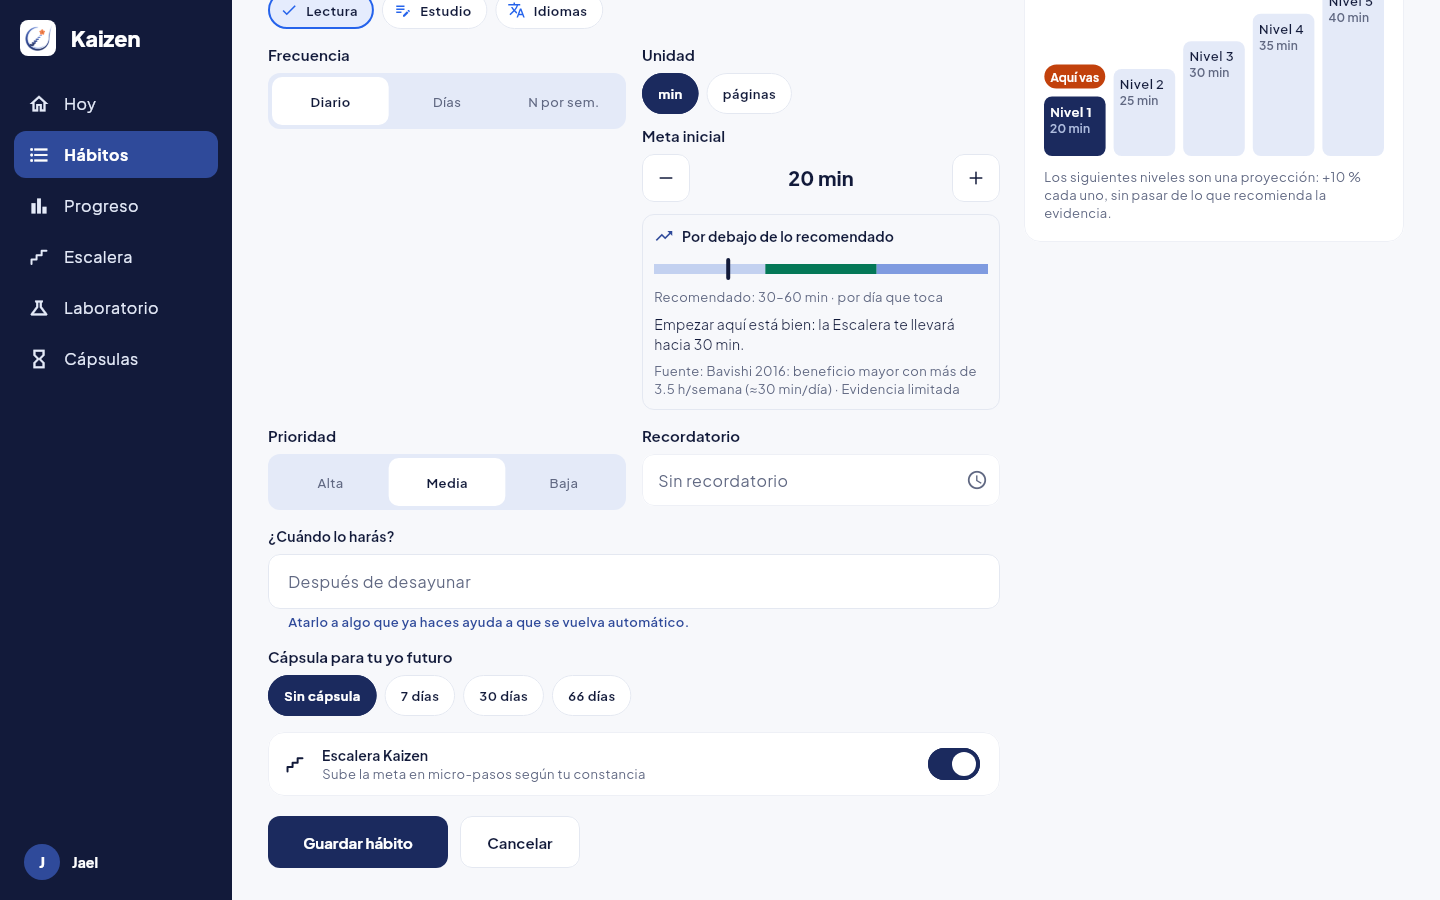 Kaizen
Hoy
Hábitos
Progreso
Escalera
Laboratorio
Cápsulas
J
Jael
Lectura
Estudio
Idiomas
Frecuencia
Diario
Días
N por sem.
Unidad
min
páginas
Meta inicial
20 min
Por debajo de lo recomendado
Recomendado: 30–60 min · por día que toca
Empezar aquí está bien: la Escalera te llevará
hacia 30 min.
Fuente: Bavishi 2016: beneficio mayor con más de
3.5 h/semana (≈30 min/día) · Evidencia limitada
Prioridad
Alta
Media
Baja
Recordatorio
Sin recordatorio
¿Cuándo lo harás?
Después de desayunar
Atarlo a algo que ya haces ayuda a que se vuelva automático.
Cápsula para tu yo futuro
Sin cápsula
7 días
30 días
66 días
Escalera Kaizen
Sube la meta en micro-pasos según tu constancia
Guardar hábito
Cancelar
Aquí vas
Nivel 1
20 min
Nivel 2
25 min
Nivel 3
30 min
Nivel 4
35 min
Nivel 5
40 min
Los siguientes niveles son una proyección: +10 %
cada uno, sin pasar de lo que recomienda la
evidencia.